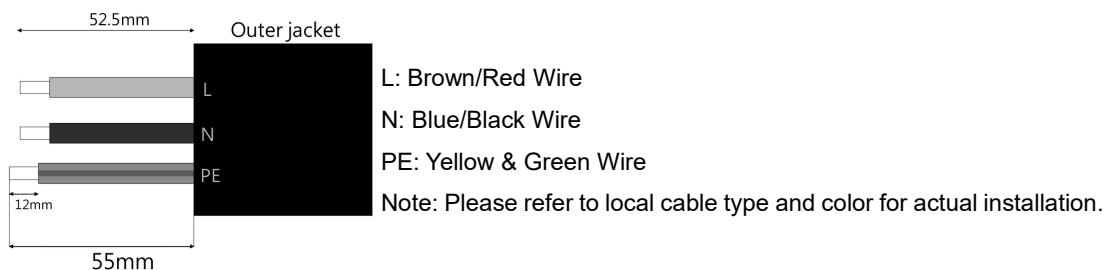 52.5mm
Outer jacket
L
L: Brown/Red Wire
N
N: Blue/Black Wire
PE
PE: Yellow & Green Wire
12mm
Note: Please refer to local cable type and color for actual installation.
55mm